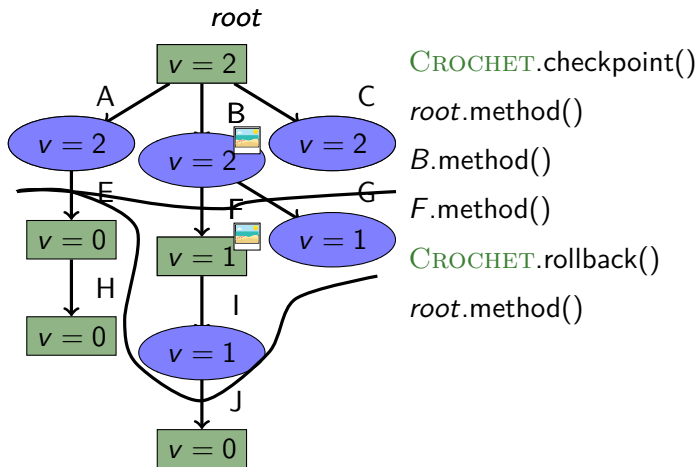 root
v = 2
CROCHET.checkpoint()
A
B
C
root.method()
v = 2
v = 2
v = 2
B.method()
E
F
G
F.method()
v = 0
v = 1
v = 1
CROCHET.rollback()
H
I
root.method()
v = 0
v = 1
J
v = 0